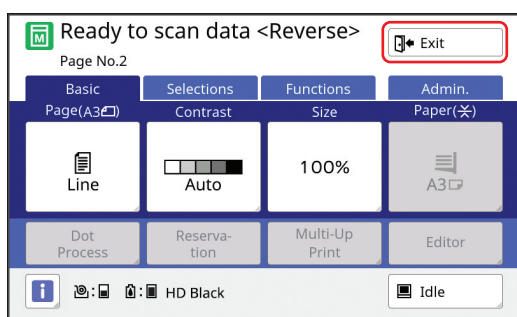 M Ready to scan data <Reverse>
Page No.2
Exit
Basic Selections Functions Admin.
Page(A3) Contrast Size Paper()
Line Auto 100% A3
Dot Process Reserva-tion Multi-Up Print Editor
i : : HD Black Idle